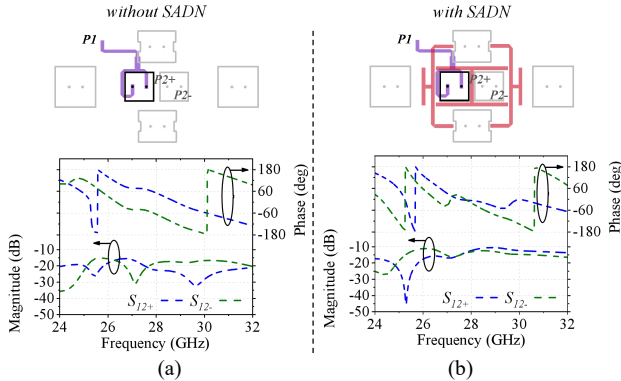 without SADN
with SADN
P1
P2+
P2-
P1
P2+
P2-
180
60
-60
-180
Phase (deg)
-10
-20
-30
-40
-50
Magnitude (dB)
S12+
S12-
24 26 28 30 32
Frequency (GHz)
180
60
-60
-180
Phase (deg)
-10
-20
-30
-40
-50
Magnitude (dB)
S12+
S12-
24 26 28 30 32
Frequency (GHz)
(a)
(b)